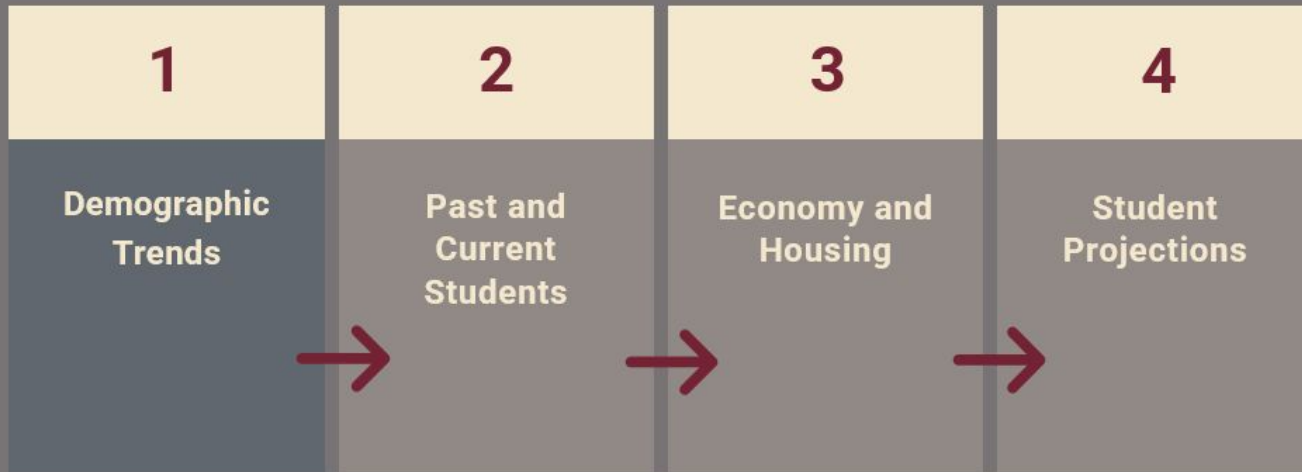 1
Demographic
Trends
2
Past and
Current
Students
3
Economy and
Housing
4
Student
Projections